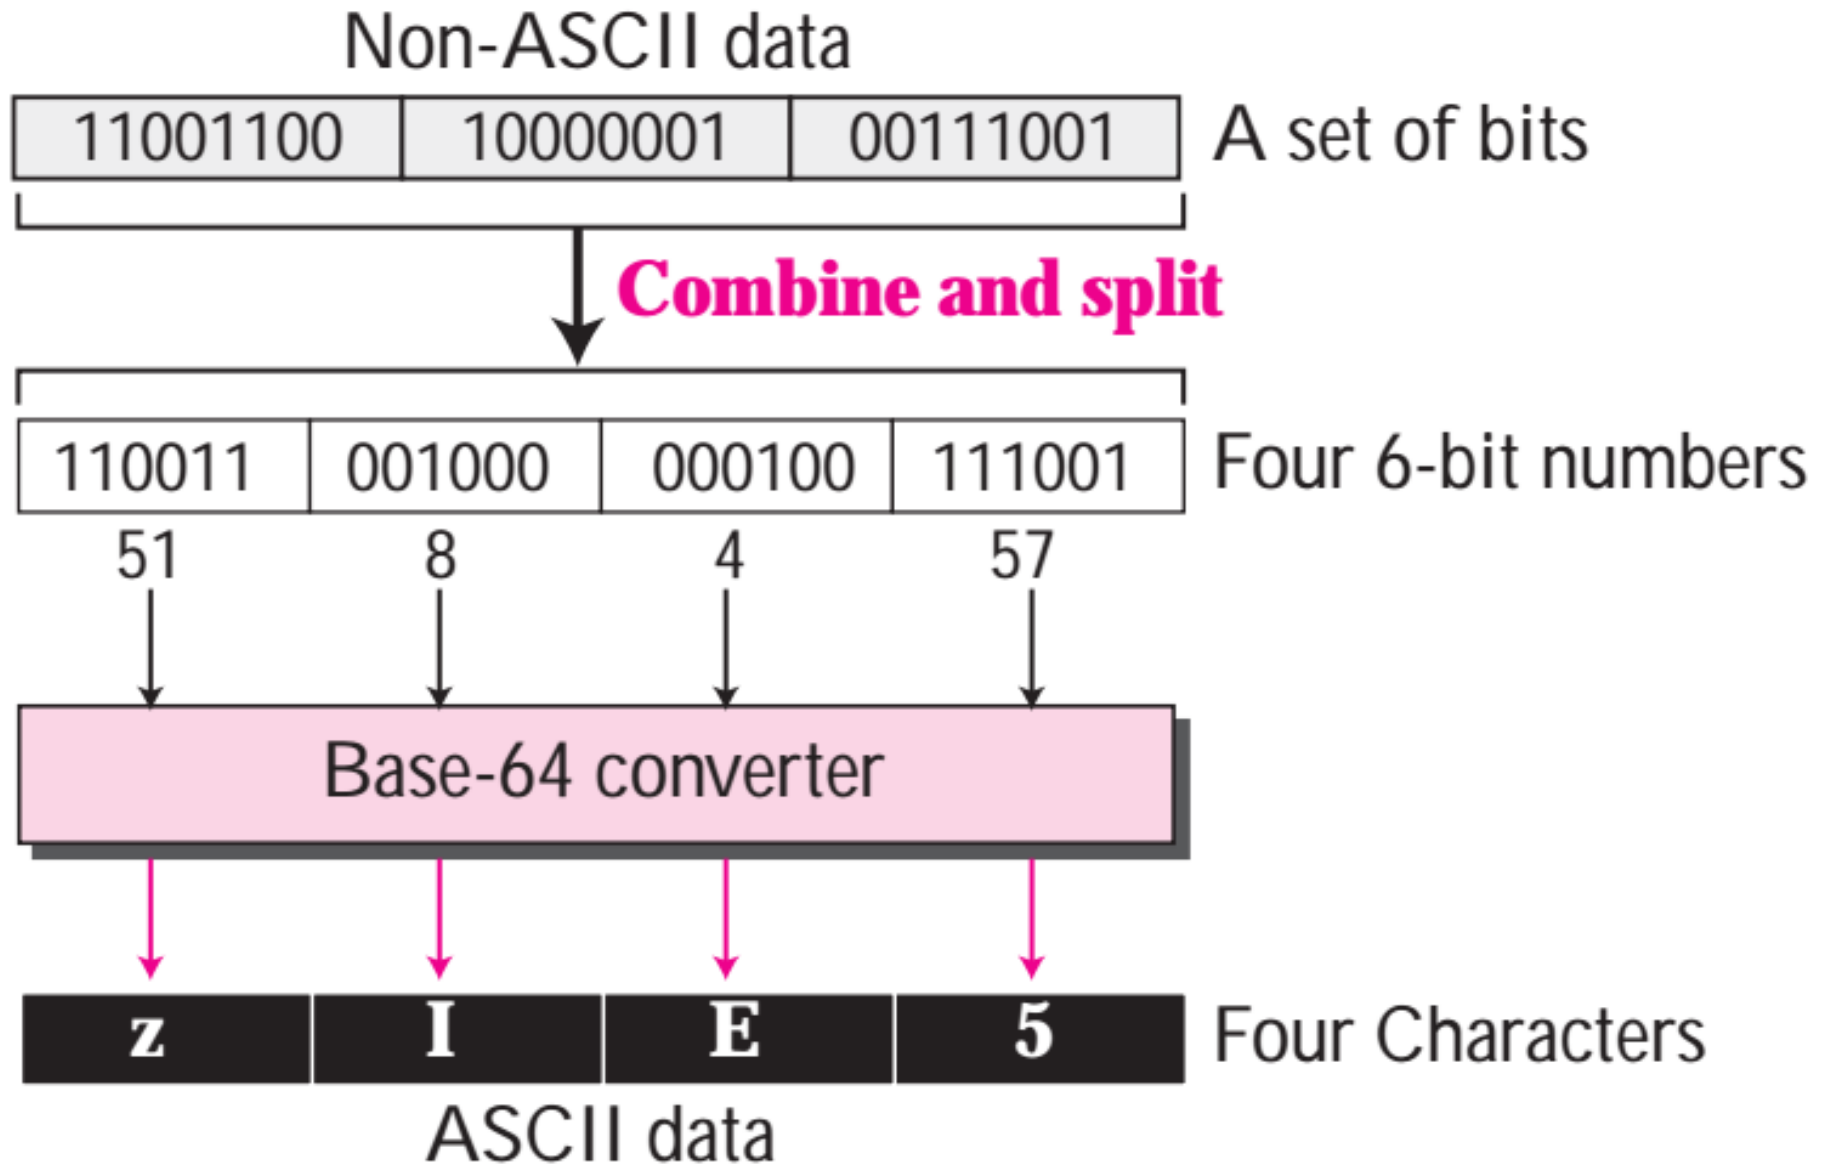 Non-ASCII data
11001100 10000001 00111001 A set of bits
Combine and split
110011 001000 000100 111001 Four 6-bit numbers
51 8 4 57
Base-64 converter
z I E 5 Four Characters
ASCII data